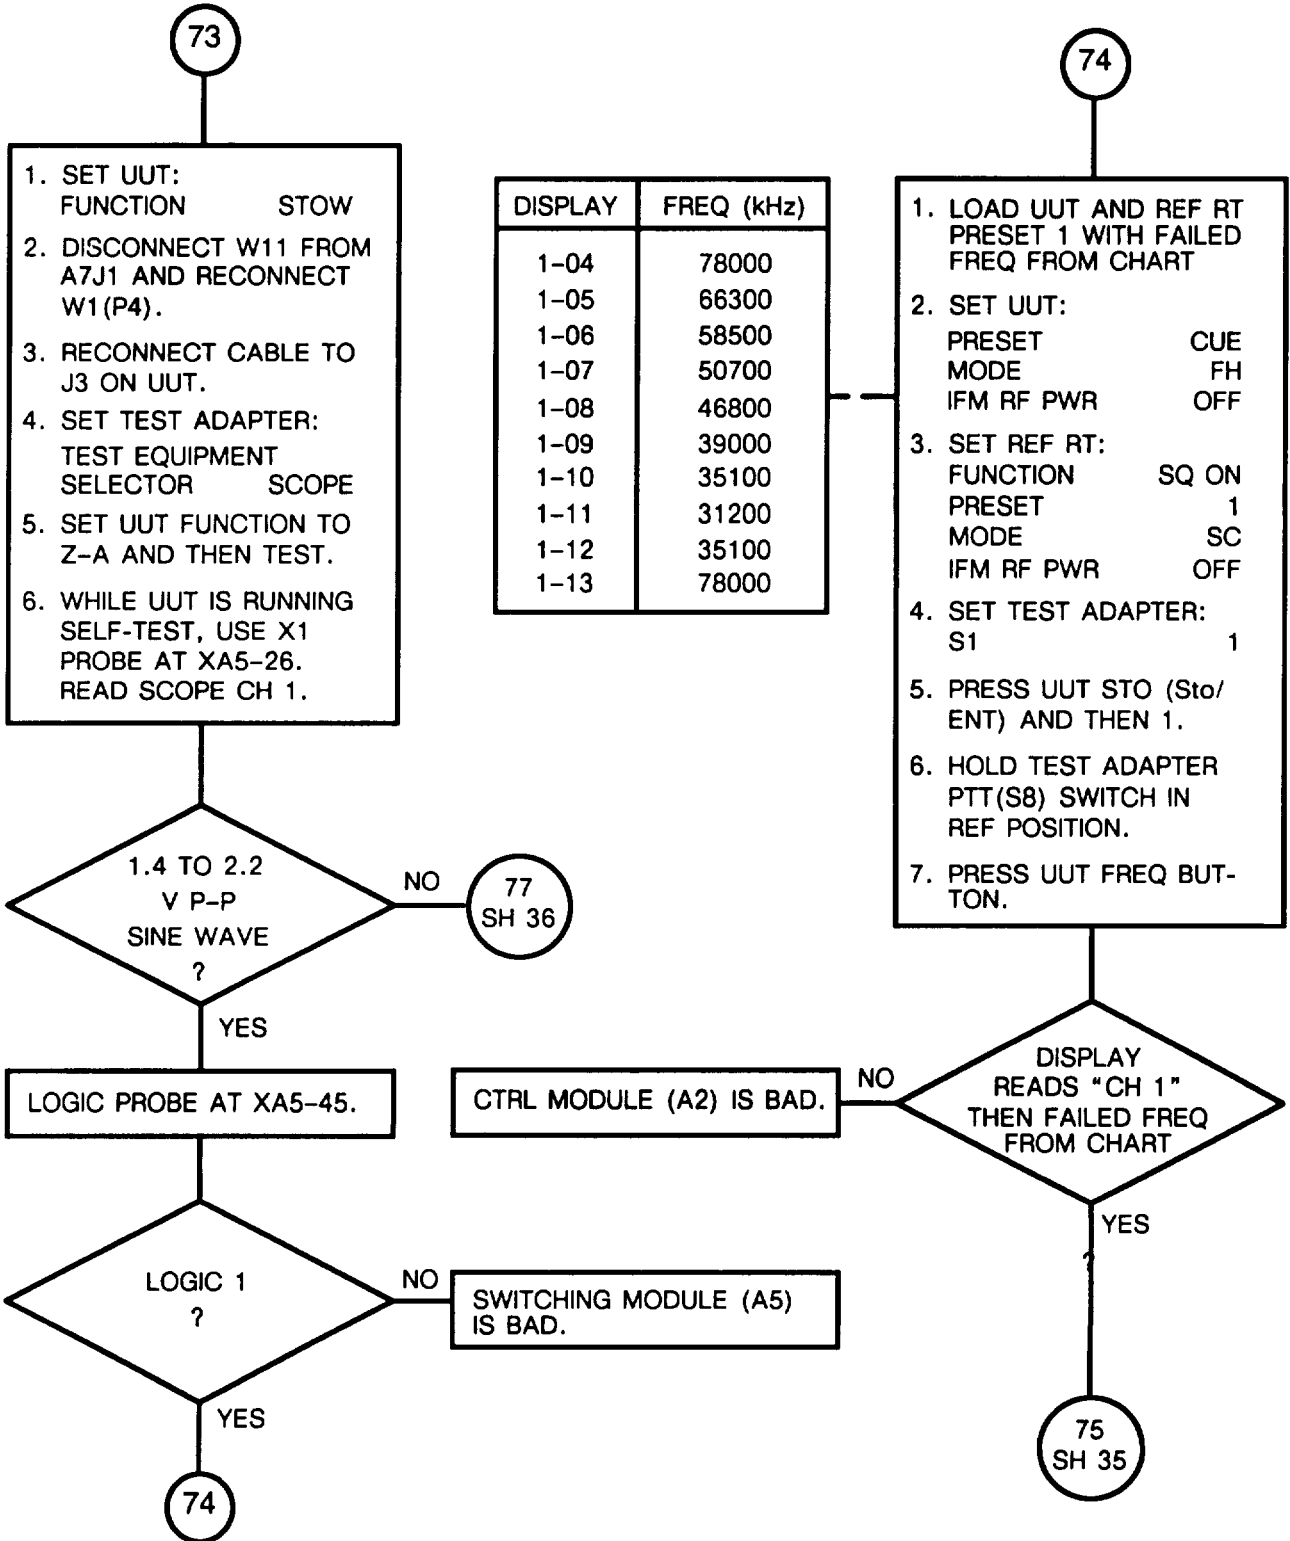 73
1. SET UUT:
FUNCTION STOW
2. DISCONNECT W11 FROM
A7J1 AND RECONNECT
W1(P4).
3. RECONNECT CABLE TO
J3 ON UUT.
4. SET TEST ADAPTER:
TEST EQUIPMENT
SELECTOR SCOPE
5. SET UUT FUNCTION TO
Z-A AND THEN TEST.
6. WHILE UUT IS RUNNING
SELF-TEST, USE X1
PROBE AT XA5-26.
READ SCOPE CH 1.
1.4 TO 2.2
V P-P
SINE WAVE
?
NO
77
SH 36
YES
LOGIC PROBE AT XA5-45.
LOGIC 1
?
NO
SWITCHING MODULE (A5)
IS BAD.
YES
74
DISPLAY FREQ (kHz)
1-04 78000
1-05 66300
1-06 58500
1-07 50700
1-08 46800
1-09 39000
1-10 35100
1-11 31200
1-12 35100
1-13 78000
74
1. LOAD UUT AND REF RT
PRESET 1 WITH FAILED
FREQ FROM CHART
2. SET UUT:
PRESET CUE
MODE FH
IFM RF PWR OFF
3. SET REF RT:
FUNCTION SQ ON
PRESET 1
MODE SC
IFM RF PWR OFF
4. SET TEST ADAPTER:
S1 1
5. PRESS UUT STO (Sto/
ENT) AND THEN 1.
6. HOLD TEST ADAPTER
PTT(S8) SWITCH IN
REF POSITION.
7. PRESS UUT FREQ BUT-
TON.
DISPLAY
READS "CH 1"
THEN FAILED FREQ
FROM CHART
NO
CTRL MODULE (A2) IS BAD.
YES
?
75
SH 35